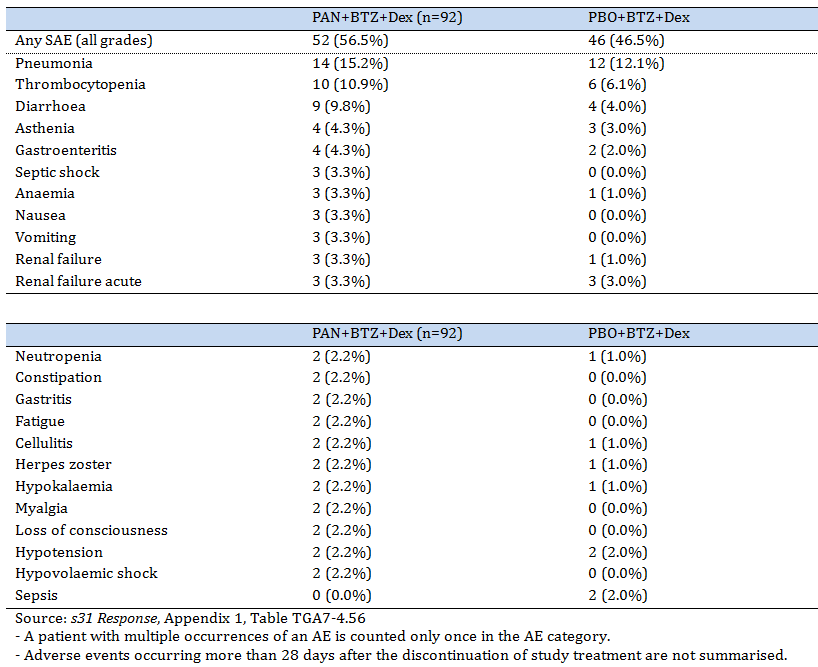 PAN+BTZ+Dex (n=92) PBO+BTZ+Dex
Any SAE (all grades) 52 (56.5%) 46 (46.5%)
Pneumonia 14 (15.2%) 12 (12.1%)
Thrombocytopenia 10 (10.9%) 6 (6.1%)
Diarrhoea 9 (9.8%) 4 (4.0%)
Asthenia 4 (4.3%) 3 (3.0%)
Gastroenteritis 4 (4.3%) 2 (2.0%)
Septic shock 3 (3.3%) 0 (0.0%)
Anaemia 3 (3.3%) 1 (1.0%)
Nausea 3 (3.3%) 0 (0.0%)
Vomiting 3 (3.3%) 0 (0.0%)
Renal failure 3 (3.3%) 1 (1.0%)
Renal failure acute 3 (3.3%) 3 (3.0%)
PAN+BTZ+Dex (n=92) PBO+BTZ+Dex
Neutropenia 2 (2.2%) 1 (1.0%)
Constipation 2 (2.2%) 0 (0.0%)
Gastritis 2 (2.2%) 0 (0.0%)
Fatigue 2 (2.2%) 0 (0.0%)
Cellulitis 2 (2.2%) 1 (1.0%)
Herpes zoster 2 (2.2%) 1 (1.0%)
Hypokalaemia 2 (2.2%) 1 (1.0%)
Myalgia 2 (2.2%) 0 (0.0%)
Loss of consciousness 2 (2.2%) 0 (0.0%)
Hypotension 2 (2.2%) 2 (2.0%)
Hypovolaemic shock 2 (2.2%) 0 (0.0%)
Sepsis 0 (0.0%) 2 (2.0%)
Source: s31 Response, Appendix 1, Table TGA7-4.56
- A patient with multiple occurrences of an AE is counted only once in the AE category.
- Adverse events occurring more than 28 days after the discontinuation of study treatment are not summarised.